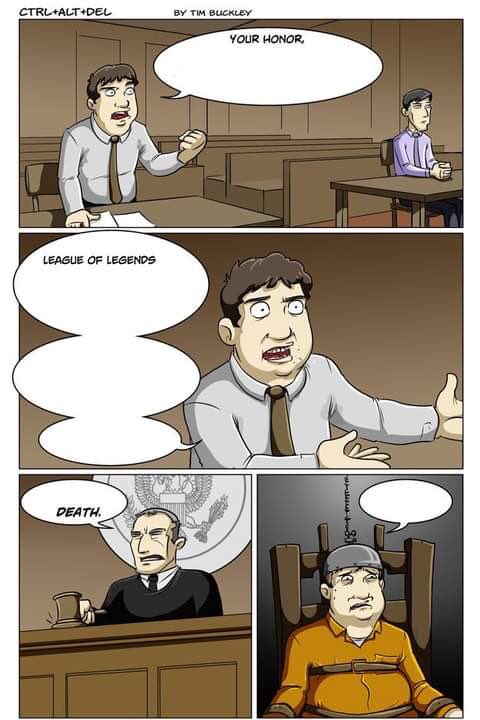 CTRL+ALT+DEL BY TIM BUCKLEY
YOUR HONOR,
LEAGUE OF LEGENDS
DEATH.